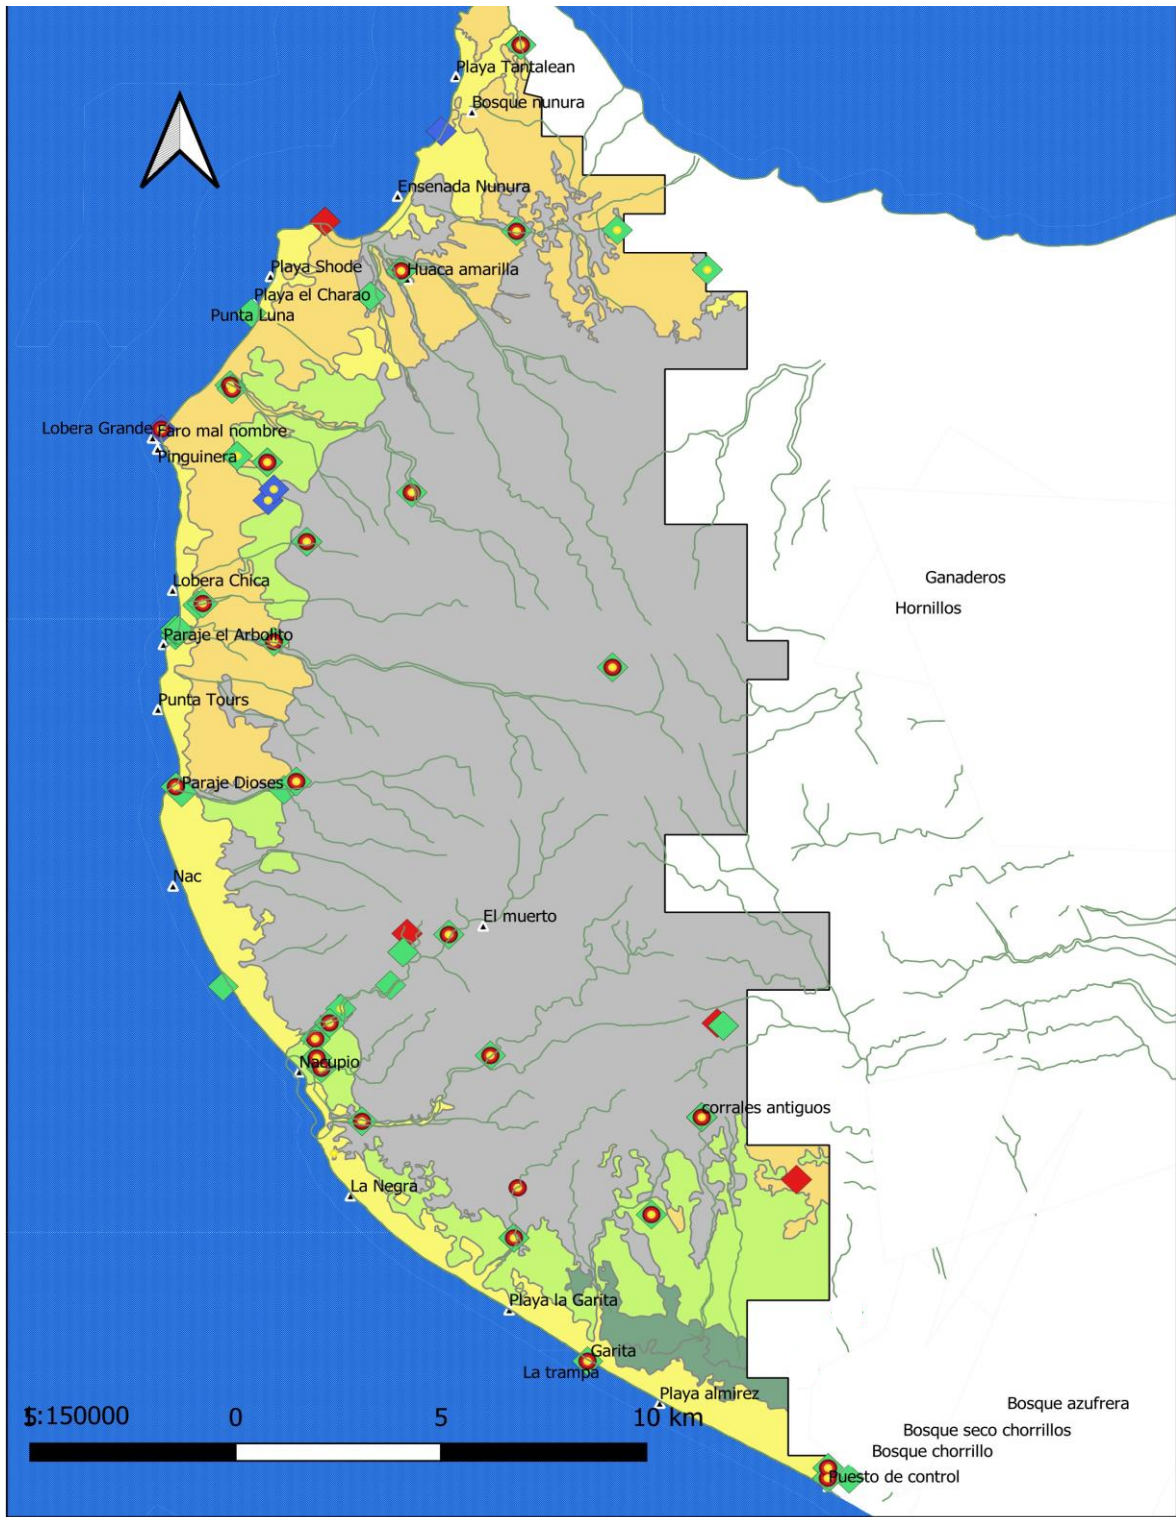 Playa Tantalean
Bosque nunura
Ensenada Nunura
Playa Shode
Huaca amarilla
Playa el Charao
Punta Luna
Lobera Grande
Faro mal nombre
Pinguinera
Ganaderos
Lobera Chica
Hornillos
Paraje el Arbolito
Punta Tours
Paraje Dioses
Nac
El muerto
Nacupio
corrales antiguos
La Negra
Playa la Garita
Garita
La trampa
Playa almirez
Bosque azufrera
1:150000 0 5 10 km
Bosque seco chorrillos
Bosque chorrillo
Puesto de control